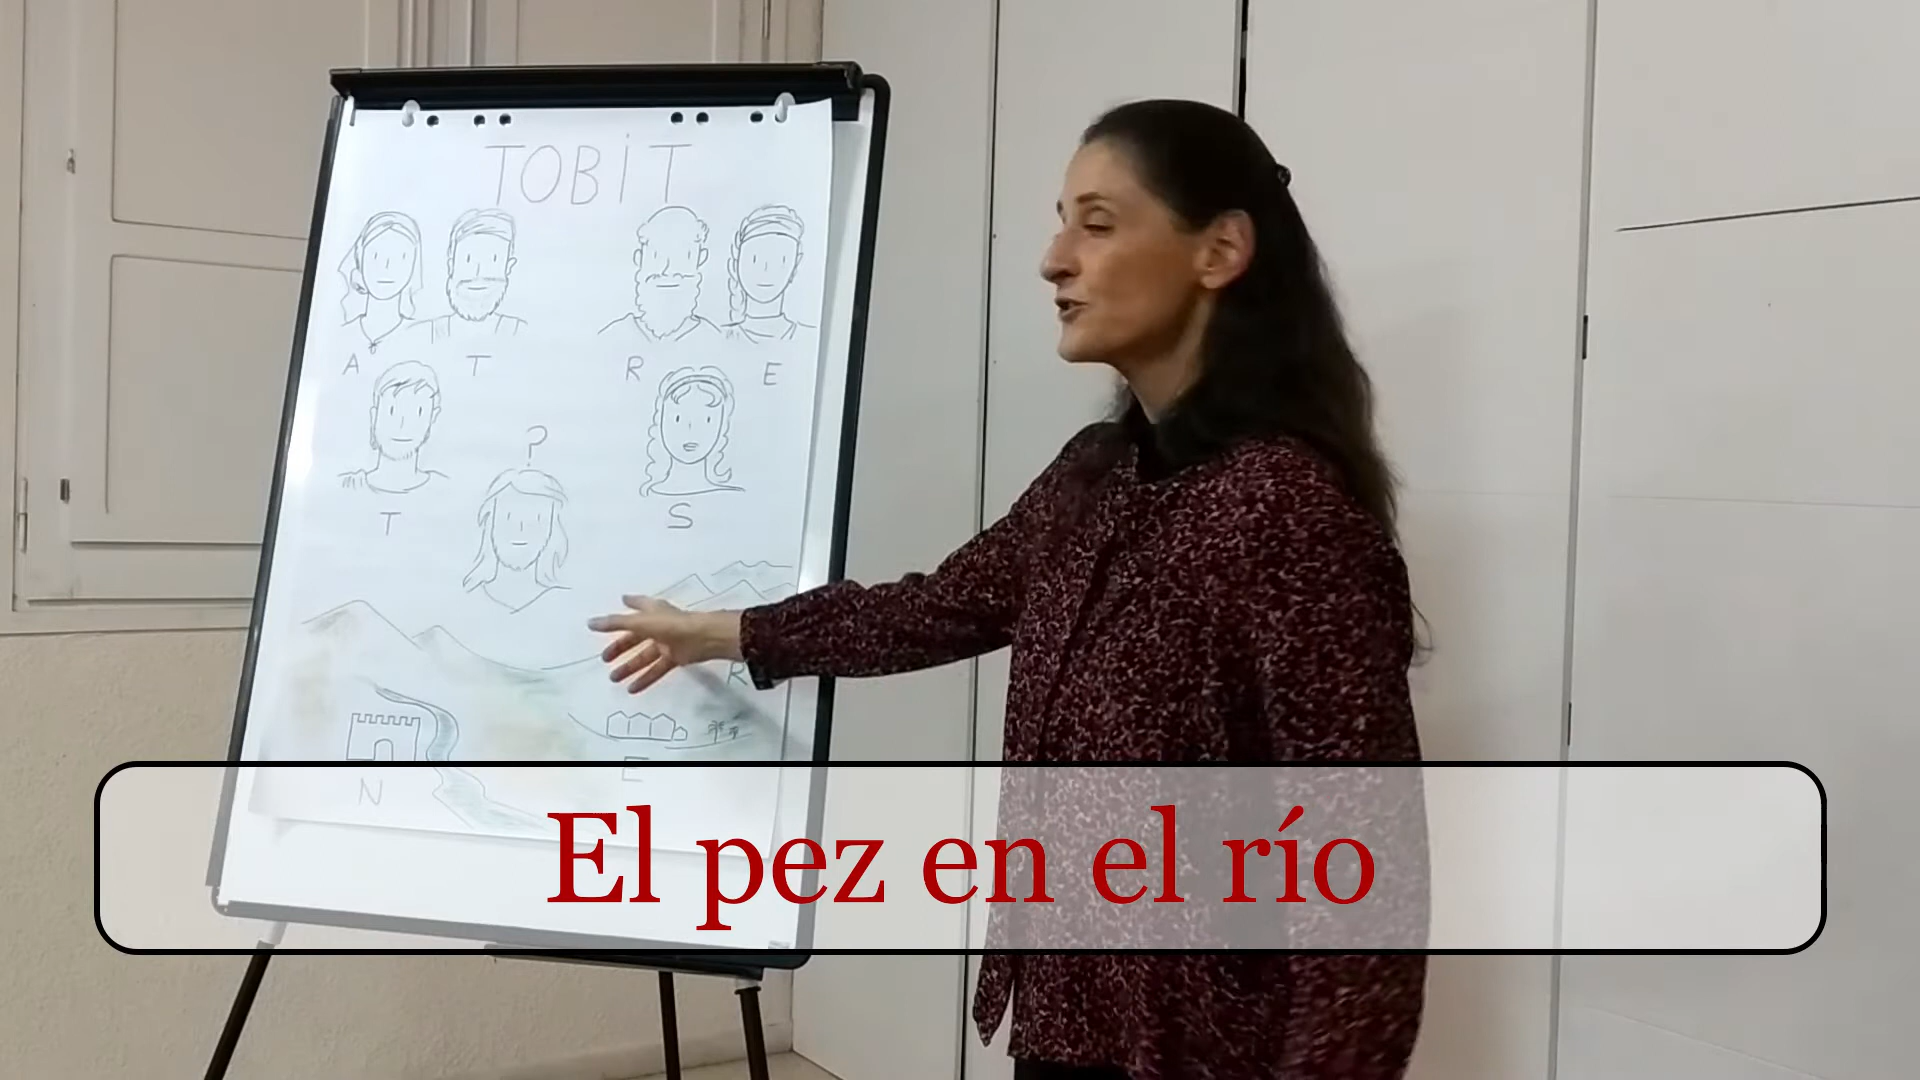 TOBiT
A T R E
?
T S
R
E
N
El pez en el río